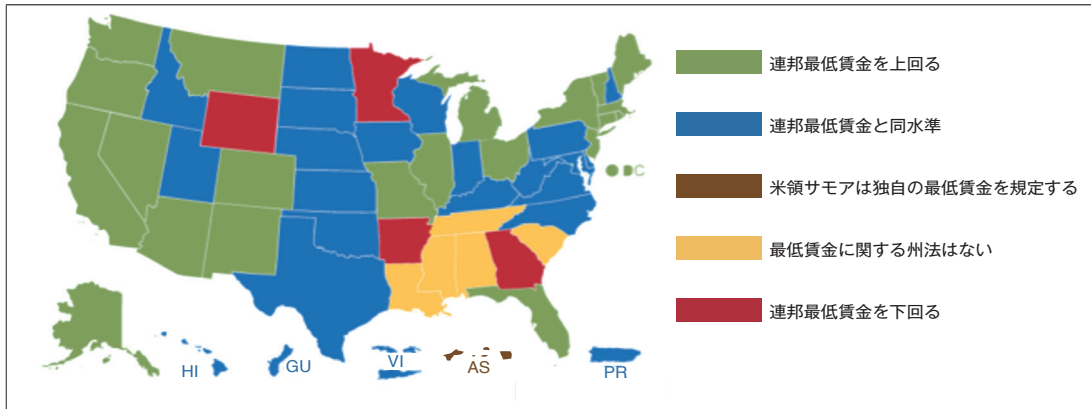 連邦最低賃金を上回る
連邦最低賃金と同水準
DC
米領サモアは独自の最低賃金を規定する
最低賃金に関する州法はない
連邦最低賃金を下回る
HI
GU
VI
AS
PR